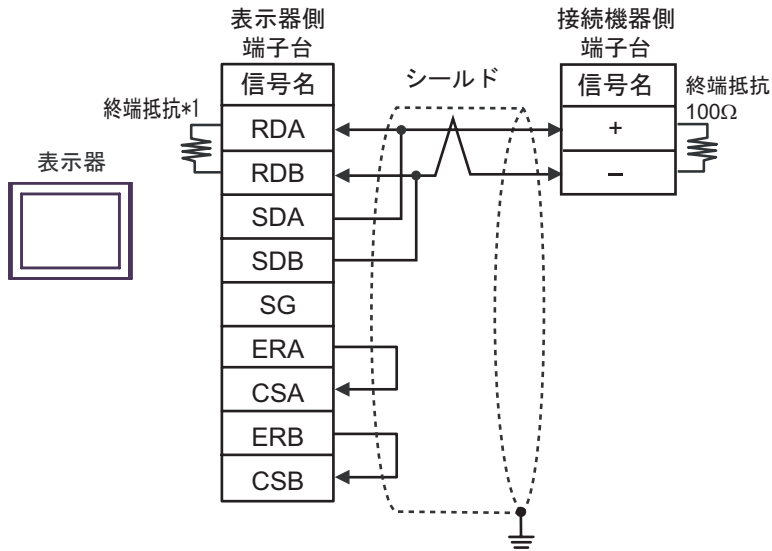 表示器側
端子台
接続機器側
端子台
信号名
シールド
信号名
終端抵抗
100Ω
終端抵抗*1
RDA
+
表示器
RDB
–
SDA
SDB
SG
ERA
CSA
ERB
CSB